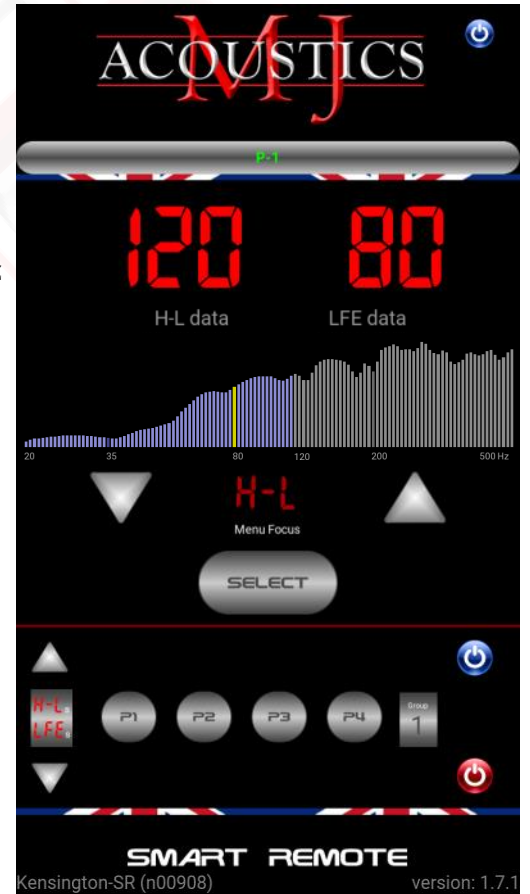 ACOUSTICS
MJ
P-1
120 80
H-L data LFE data
20 35 80 120 200 500 Hz
H-L
Menu Focus
SELECT
H-L
LFE
P1 P2 P3 P4
Group
1
SMART REMOTE
Kensington-SR (n00908) version: 1.7.1